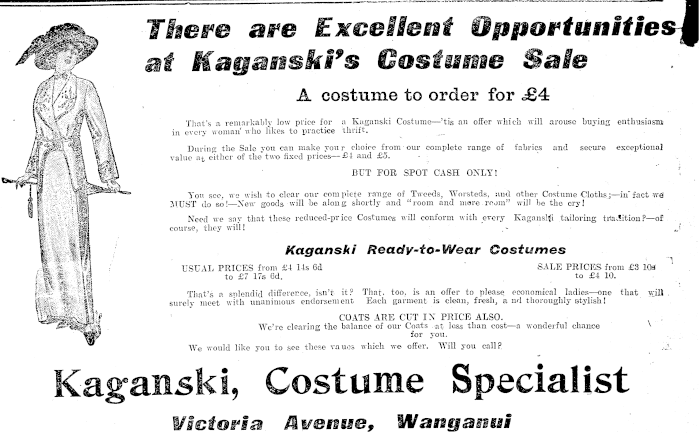 There are Excellent Opportunities
at Kaganski's Costume Sale
A costume to order for £4
That's a remarkably low price for a Kaganski Costume—'tis an offer which will arouse buying enthusiasm
in every woman who likes to practice thrift.
During the Sale you can make your choice from our complete range of fabrics and secure exceptional
value at either of the two fixed prices—£4 and £5.
BUT FOR SPOT CASH ONLY!
You see, we wish to clear our complete range of Tweeds, Worsteds, and other Costume Cloths;—in fact we
MUST do so!—New goods will be along shortly and "room and more room" will be the cry!
Need we say that these reduced-price Costumes will conform with every Kaganski tailoring tradition?—of
course, they will!
Kaganski Ready-to-Wear Costumes
USUAL PRICES from £4 14s 6d
to £7 17s 6d.
SALE PRICES from £3 10s
to £4 10.
That's a splendid difference, isn't it? That, too, is an offer to please economical ladies—one that will
surely meet with unanimous endorsement Each garment is clean, fresh, and thoroughly stylish!
COATS ARE CUT IN PRICE ALSO.
We're clearing the balance of our Coats at less than cost—a wonderful chance
for you.
We would like you to see these values which we offer. Will you call?
Kaganski, Costume Specialist
Victoria Avenue, Wanganui